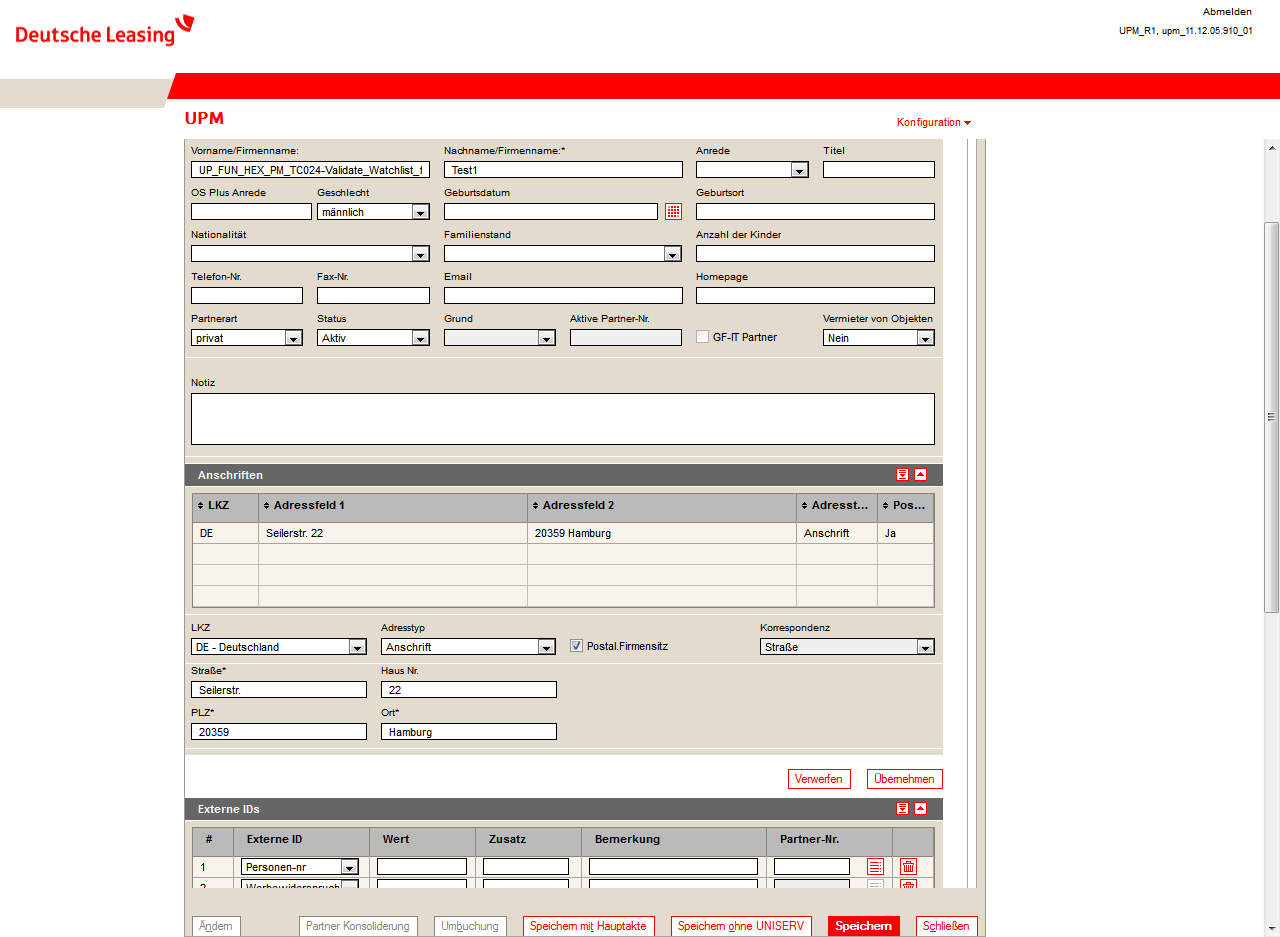 Deutsche Leasing
Abmelden
UPM_R1, upm_11.12.05.910_01
UPM
Konfiguration
Vorname/Firmenname: Nachname/Firmenname:* Anrede Titel
UP_FUN_HEX_PM_TC024-Validate_Watchlist_ Test1
OS Plus Anrede Geschlecht Geburtsdatum Geburtsort
männlich
Nationalität Familienstand Anzahl der Kinder
Telefon-Nr. Fax-Nr. Email Homepage
Partnerart Status Grund Aktive Partner-Nr. Vermieter von Objekten
privat Aktiv GF-IT Partner Nein
Notiz
Anschriften
LKZ Adressfeld 1 Adressfeld 2 Adresst... Pos...
DE Seilerstr. 22 20359 Hamburg Anschrift Ja
LKZ Adresstyp Korrespondenz
DE - Deutschland Anschrift Postal.Firmensitz Straße
Straße* Haus Nr.
Seilerstr. 22
PLZ* Ort*
20359 Hamburg
Verwerfen Übernehmen
Externe IDs
# Externe ID Wert Zusatz Bemerkung Partner-Nr.
1 Personen-nr
2 Werbewiderspruch
Ändern Partner Konsolidierung Umbuchung Speichern mit Hauptakte Speichern ohne UNISERV Speichern Schließen